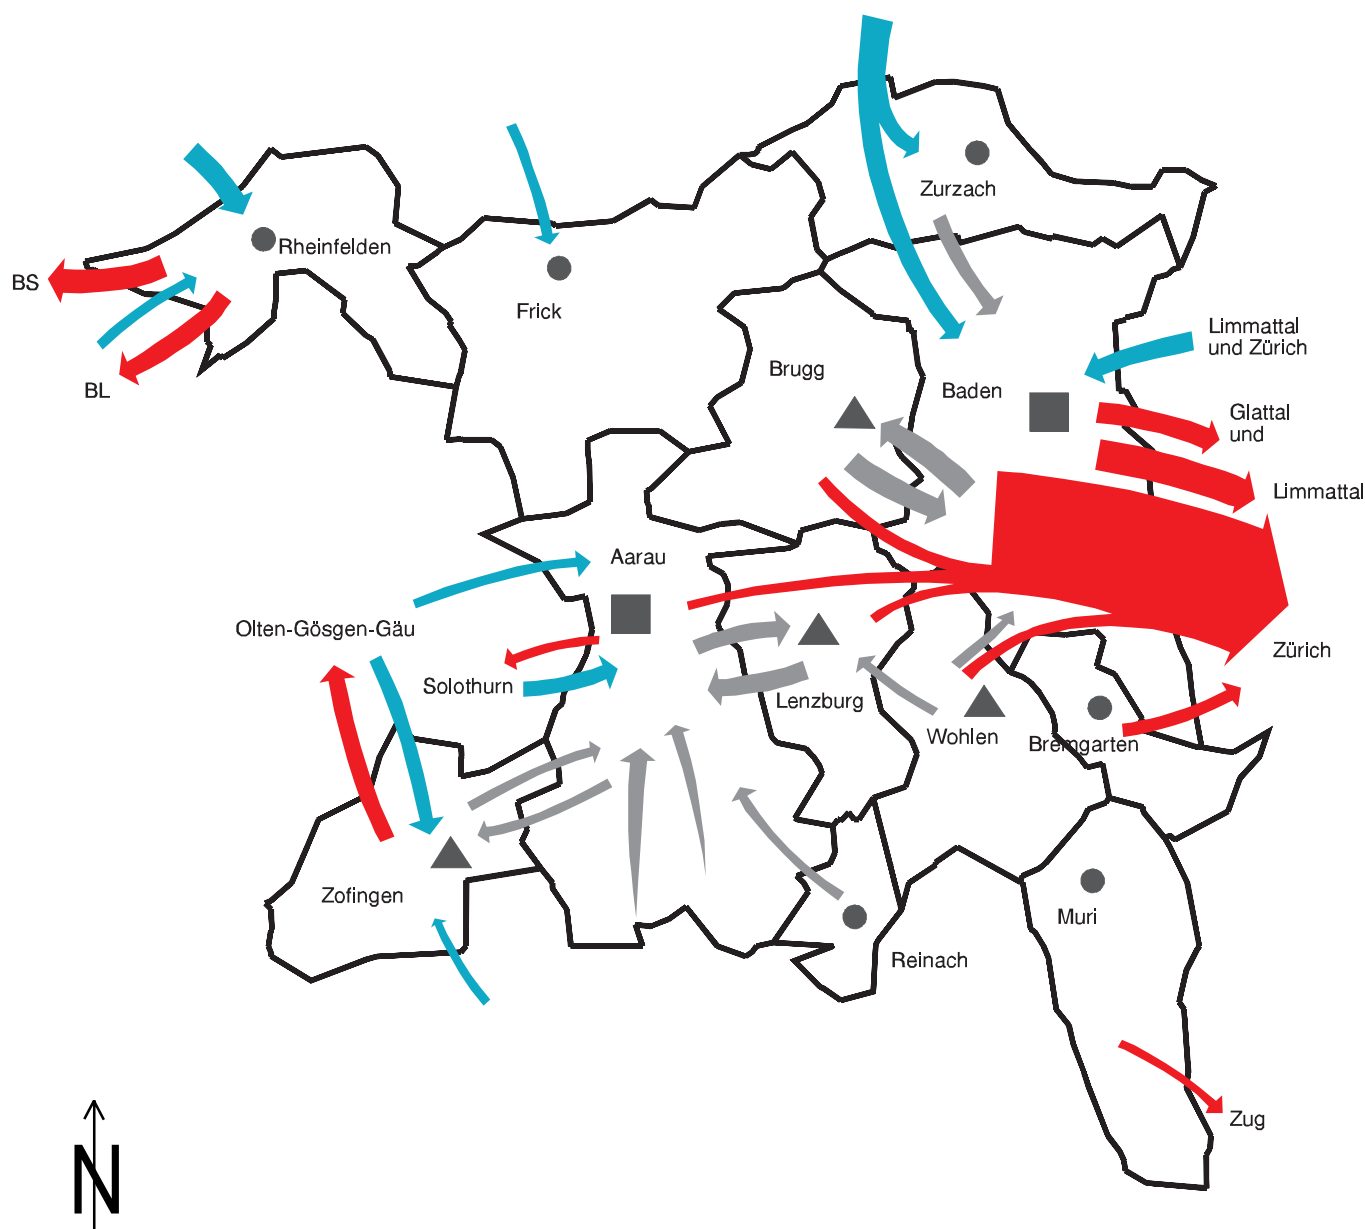 Zurzach
Rheinfelden
BS
Frick
Limmattal
und Zürich
Brugg
BL
Baden
Glattal
und
Limmattal
Aarau
Olten-Gösgen-Gäu
Zürich
Solothurn
Lenzburg
Wohlen
Bremgarten
Zofingen
Muri
Reinach
Zug
N